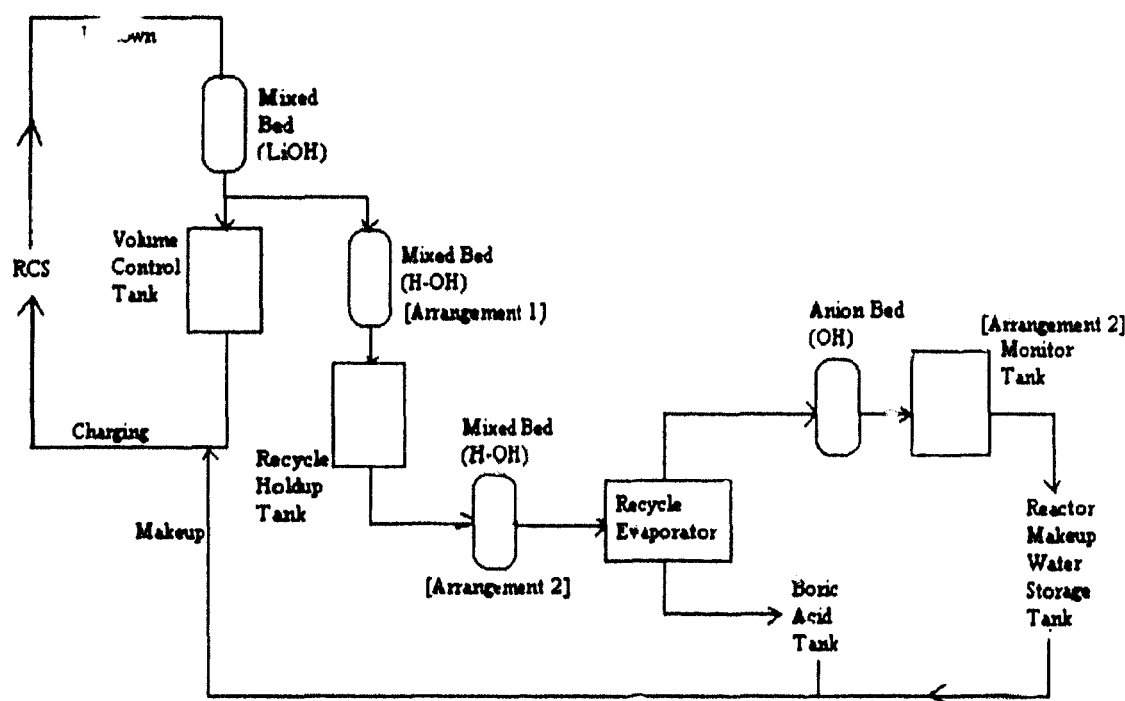 Mixed
Bed
(LiOH)
Volume
Control
Tank
RCS
Mixed Bed
(H-OH)
[Arrangement 1]
Charging
Recycle
Holdup
Tank
Mixed Bed
(H-OH)
[Arrangement 2]
Makeup
Recycle
Evaporator
Anion Bed
(OH)
[Arrangement 2]
Monitor
Tank
Boric
Acid
Tank
Reactor
Makeup
Water
Storage
Tank